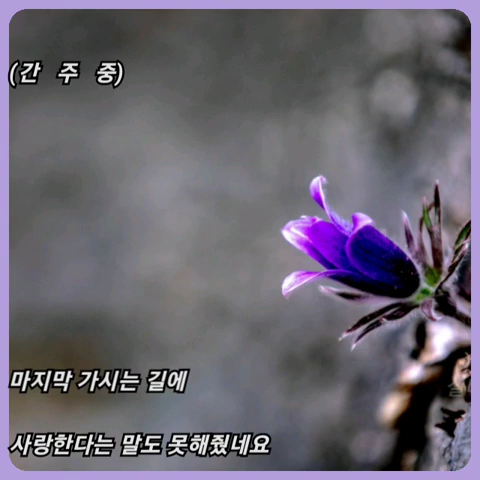 (간 주 중)
마지막 가시는 길에
사랑한다는 말도 못해줬네요